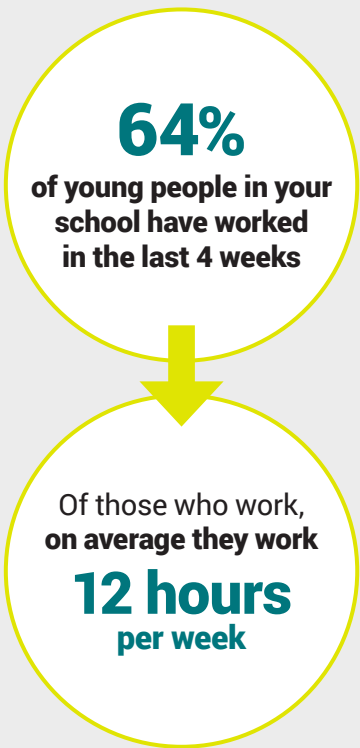 64%
of young people in your
school have worked
in the last 4 weeks
Of those who work,
on average they work
12 hours
per week